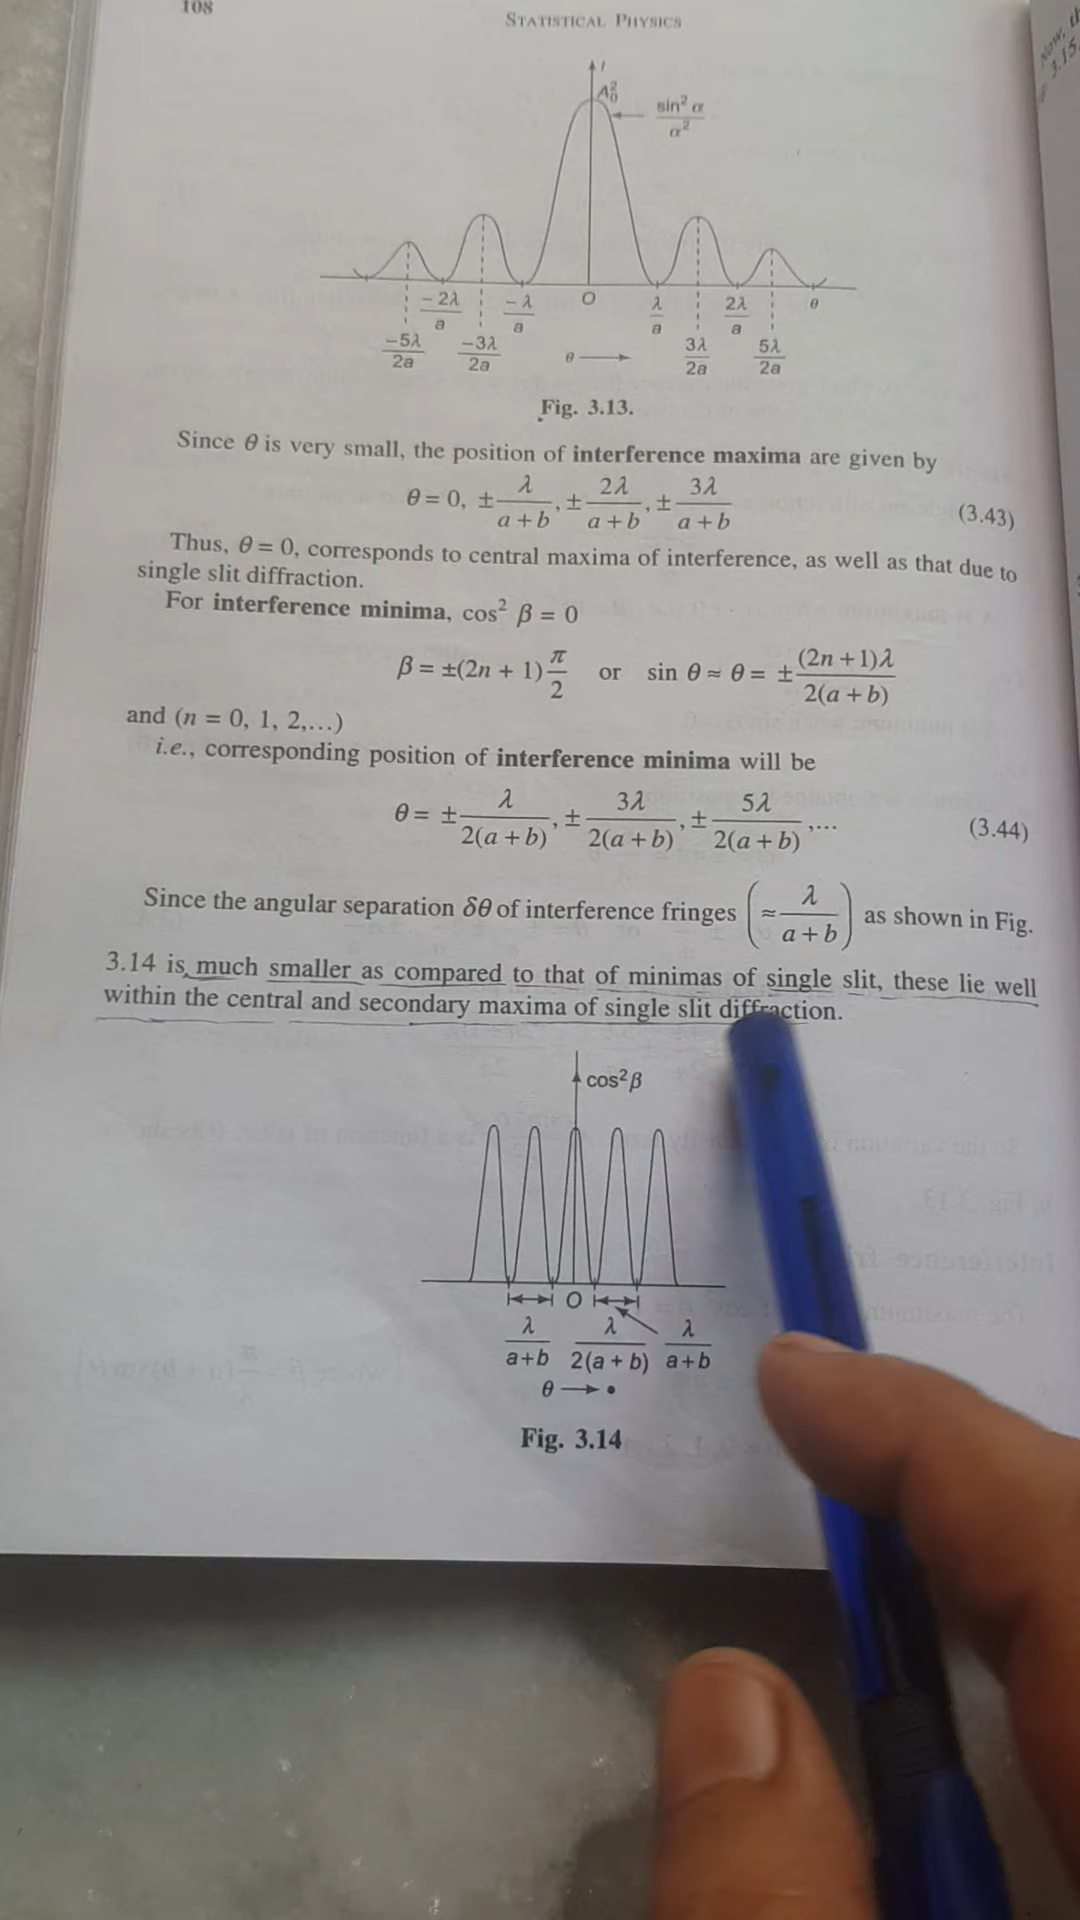 108
STATISTICAL PHYSICS
Now,
3.15
I
A₀²
sin² α
α²
−5λ/2a −2λ/a −3λ/2a −λ/a O λ/a 3λ/2a 2λ/a 5λ/2a θ
θ →
Fig. 3.13.
Since θ is very small, the position of interference maxima are given by
θ = 0, ± λ/(a + b), ± 2λ/(a + b), ± 3λ/(a + b) (3.43)
Thus, θ = 0, corresponds to central maxima of interference, as well as that due to
single slit diffraction.
For interference minima, cos² β = 0
β = ±(2n + 1) π/2 or sin θ ≈ θ = ± (2n + 1)λ/2(a + b)
and (n = 0, 1, 2,...)
i.e., corresponding position of interference minima will be
θ = ± λ/2(a + b), ± 3λ/2(a + b), ± 5λ/2(a + b),... (3.44)
Since the angular separation δθ of interference fringes (≈ λ/(a + b)) as shown in Fig.
3.14 is much smaller as compared to that of minimas of single slit, these lie well
within the central and secondary maxima of single slit diffraction.
cos²β
O
λ/a+b λ/2(a + b) λ/a+b
θ →
Fig. 3.14